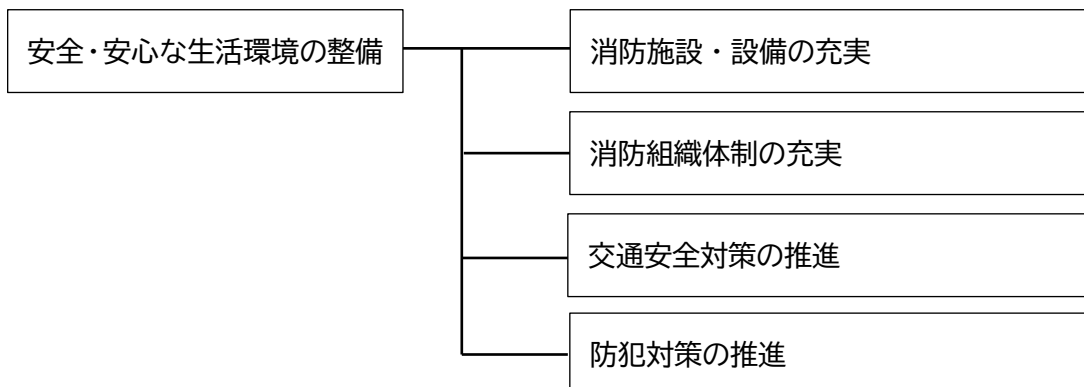 安全・安心な生活環境の整備
消防施設・設備の充実
消防組織体制の充実
交通安全対策の推進
防犯対策の推進